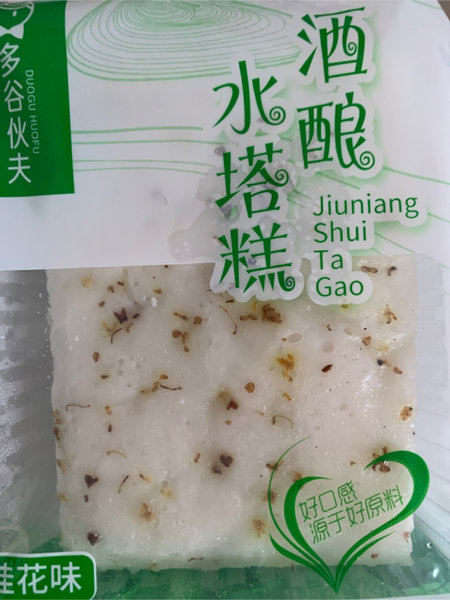 多谷伙夫
DUOGU HUOFU
酒酿
水塔糕
Jiuniang
Shui
Ta
Gao
好口感
源于好原料
桂花味